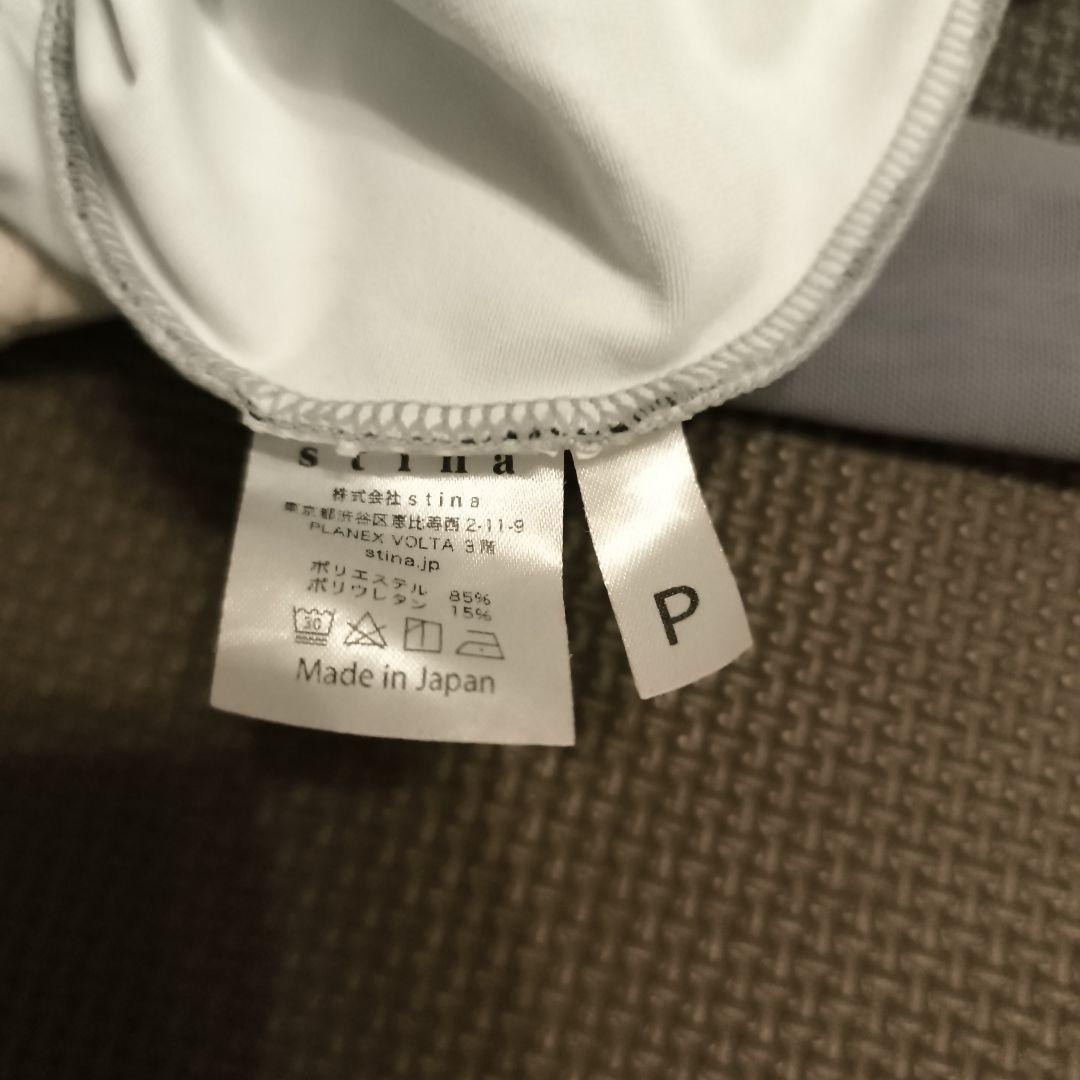 stina
株式会社stina
東京都渋谷区恵比寿西2-11-9
PLANEX VOLTA 3階
stina.jp
ポリエステル 85%
ポリウレタン 15%
30
Made in Japan
P